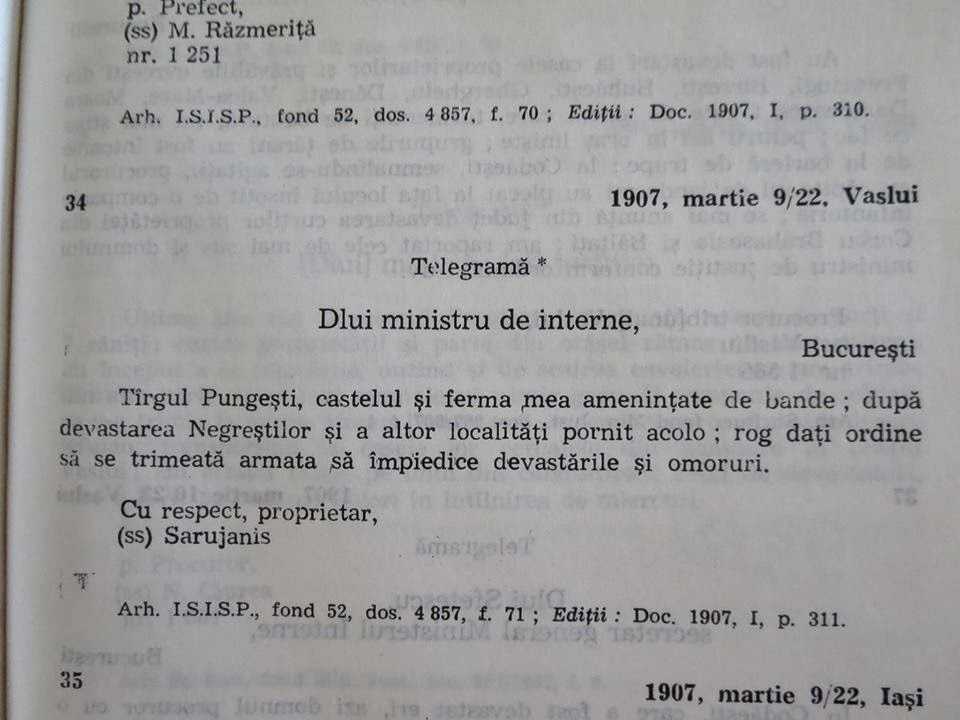 p. Prefect,
(ss) M. Răzmeriță
nr. 1 251
Arh. I.S.I.S.P., fond 52, dos. 4 857, f. 70 ; Ediții : Doc. 1907, I, p. 310.
34 1907, martie 9/22, Vaslui
Telegramă *
Dlui ministru de interne,
București
Tîrgul Pungești, castelul și ferma mea amenințate de bande ; după
devastarea Negreștilor și a altor localități pornit acolo ; rog dați ordine
să se trimeată armata să împiedice devastările și omoruri.
Cu respect, proprietar,
(ss) Sarujanis
Arh. I.S.I.S.P., fond 52, dos. 4 857, f. 71 ; Ediții : Doc. 1907, I, p. 311.
35 1907, martie 9/22, Iași